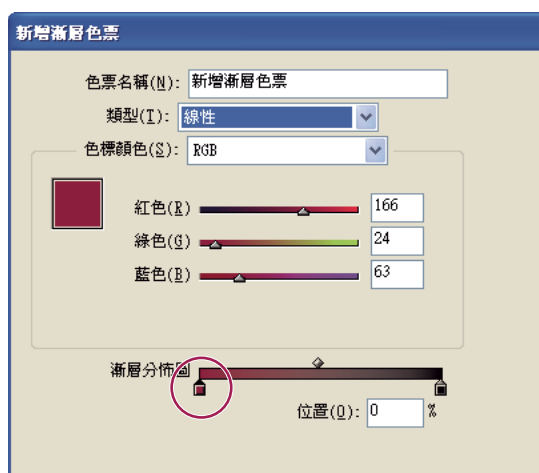 新增漸層色票
色票名稱(N): 新增漸層色票
類型(T): 線性
色標顏色(S): RGB
紅色(R) 166
綠色(G) 24
藍色(B) 63
漸層分佈圖
位置(O): 0 %